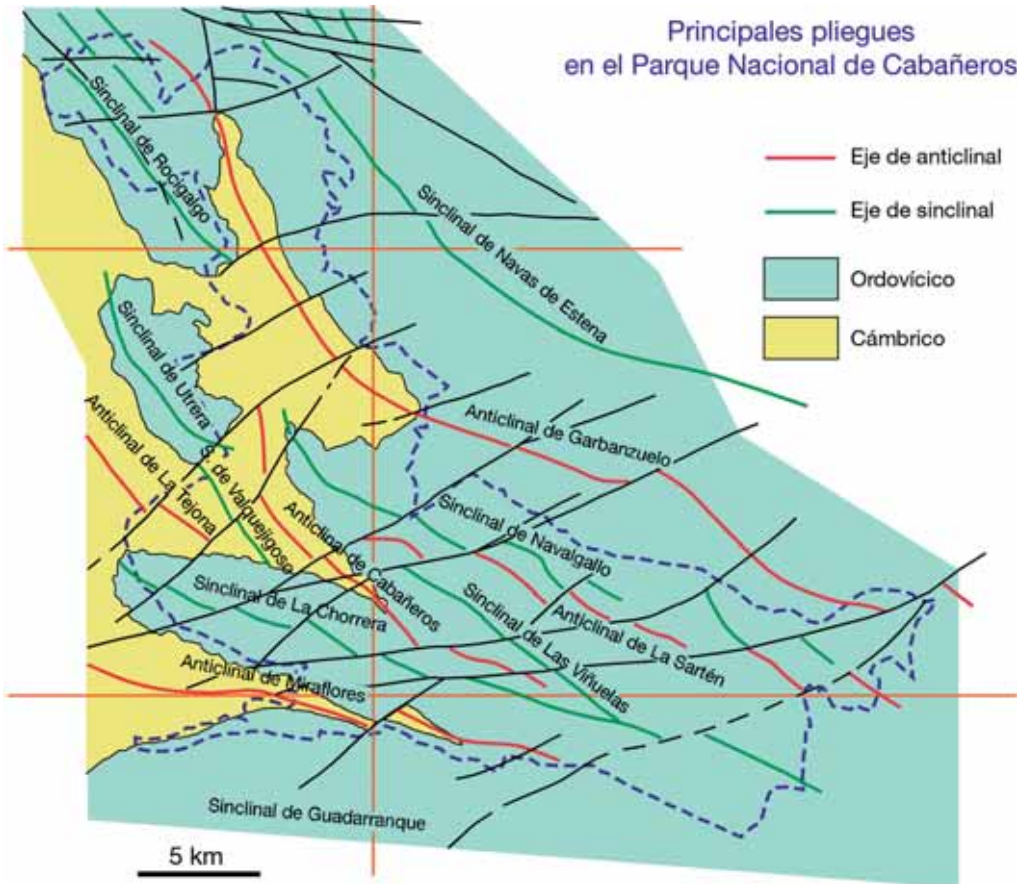 Principales pliegues
en el Parque Nacional de Cabañeros
Eje de anticlinal
Eje de sinclinal
Ordovícico
Cámbrico
Sinclinal de Rocigalgo
Sinclinal de Navas de Estena
Sinclinal de Utrera
Anticlinal de La Tejona
S. de Valquejigoso
Anticlinal de Garbanzuelo
Sinclinal de Navalgallo
Anticlinal de Cabañeros
Sinclinal de La Chorrera
Sinclinal de Las Viñuelas
Anticlinal de La Sartén
Anticlinal de Miraflores
Sinclinal de Guadarranque
5 km